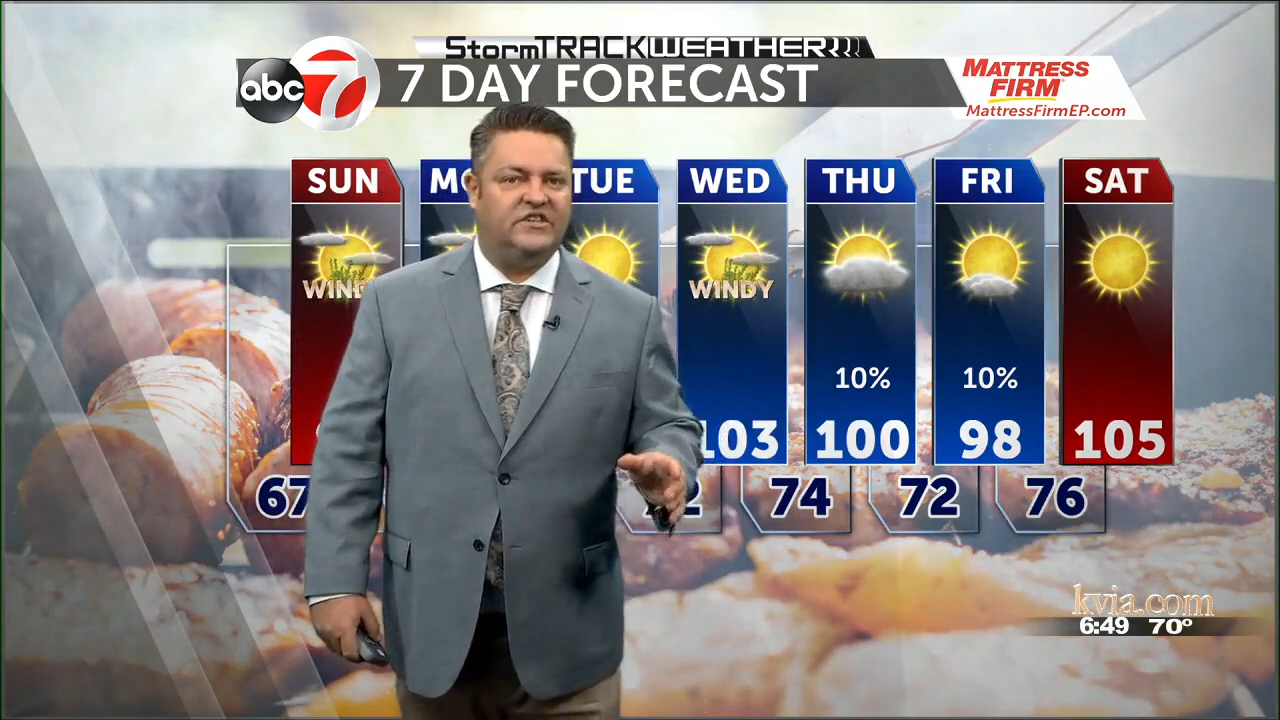 StormTRACKWEATHER
abc 7 7 DAY FORECAST
MATTRESS
FIRM
MattressFirmEP.com
SUN TUE WED THU FRI SAT
WINDY
10% 10%
103 100 98 105
67 74 72 76
kvia.com
6:49 70°